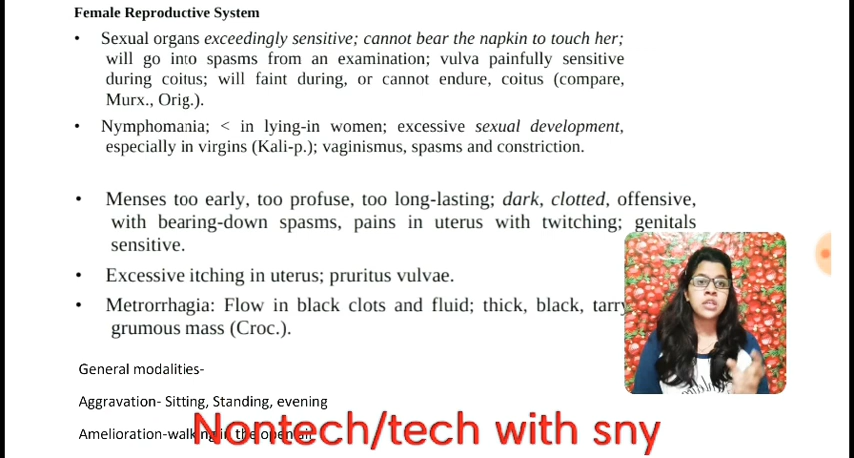 Female Reproductive System
• Sexual organs exceedingly sensitive; cannot bear the napkin to touch her;
will go into spasms from an examination; vulva painfully sensitive
during coitus; will faint during, or cannot endure, coitus (compare,
Murx., Orig.).
• Nymphomania; < in lying-in women; excessive sexual development,
especially in virgins (Kali-p.); vaginismus, spasms and constriction.
• Menses too early, too profuse, too long-lasting; dark, clotted, offensive,
with bearing-down spasms, pains in uterus with twitching; genitals
sensitive.
• Excessive itching in uterus; pruritus vulvae.
• Metrorrhagia: Flow in black clots and fluid; thick, black, tarry
grumous mass (Croc.).
General modalities-
Aggravation- Sitting, Standing, evening
Amelioration-walking in the open air
Nontech/tech with sny